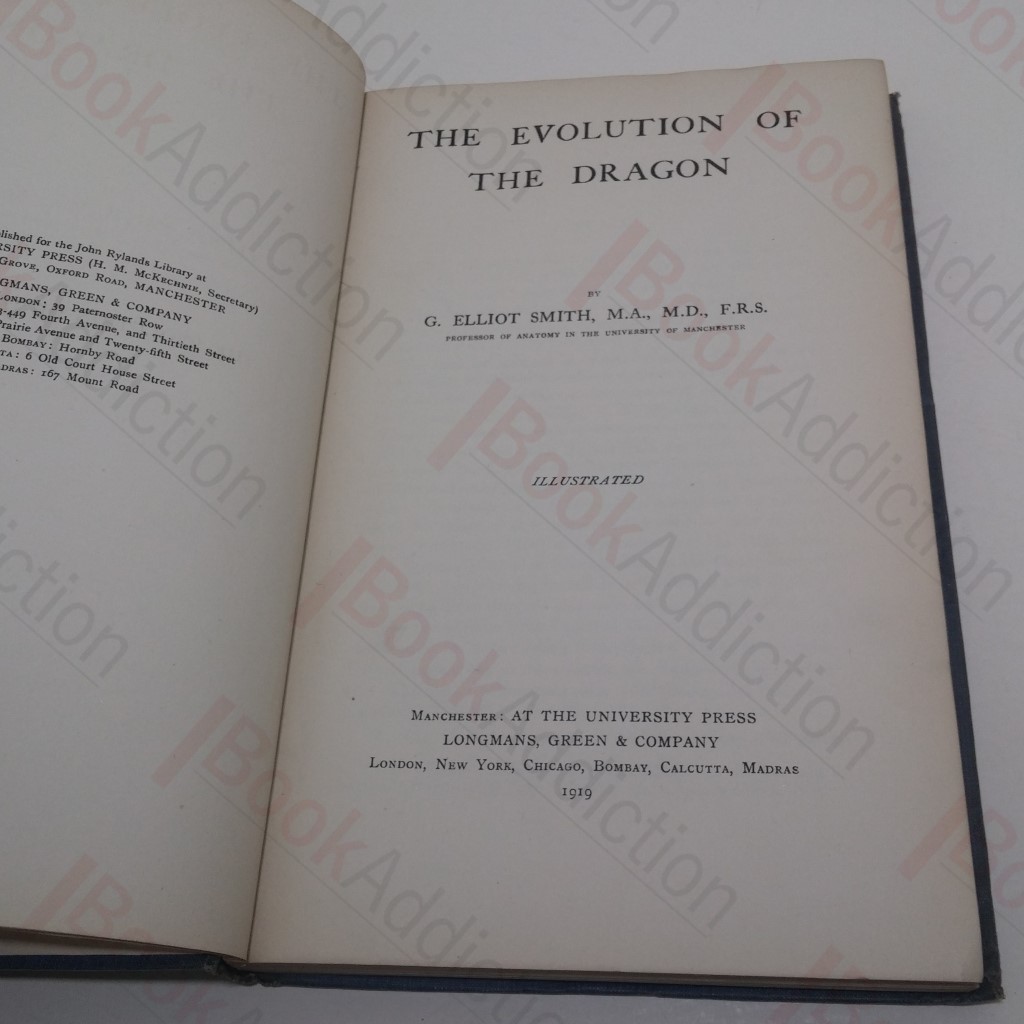 lished for the John Rylands Library at
RSITY PRESS (H. M. McKechnie, Secretary)
Grove, Oxford Road, MANCHESTER
NGMANS, GREEN & COMPANY
London: 39 Paternoster Row
3-449 Fourth Avenue, and Thirtieth Street
Prairie Avenue and Twenty-fifth Street
Bombay: Hornby Road
TA: 6 Old Court House Street
DRAS: 167 Mount Road
THE EVOLUTION OF
THE DRAGON
BY
G. ELLIOT SMITH, M.A., M.D., F.R.S.
PROFESSOR OF ANATOMY IN THE UNIVERSITY OF MANCHESTER
ILLUSTRATED
Manchester: AT THE UNIVERSITY PRESS
LONGMANS, GREEN & COMPANY
London, New York, Chicago, Bombay, Calcutta, Madras
1919
BookAddiction